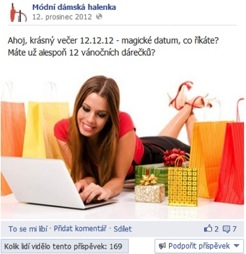 Módní dámská halenka
12. prosinec 2012
Ahoj, krásný večer 12.12.12 - magické datum, co říkáte?
Máte už alespoň 12 vánočních dárečků?
To se mi líbí · Přidat komentář · Sdílet 2 7
Kolik lidí vidělo tento příspěvek: 169 Podpořit příspěvek